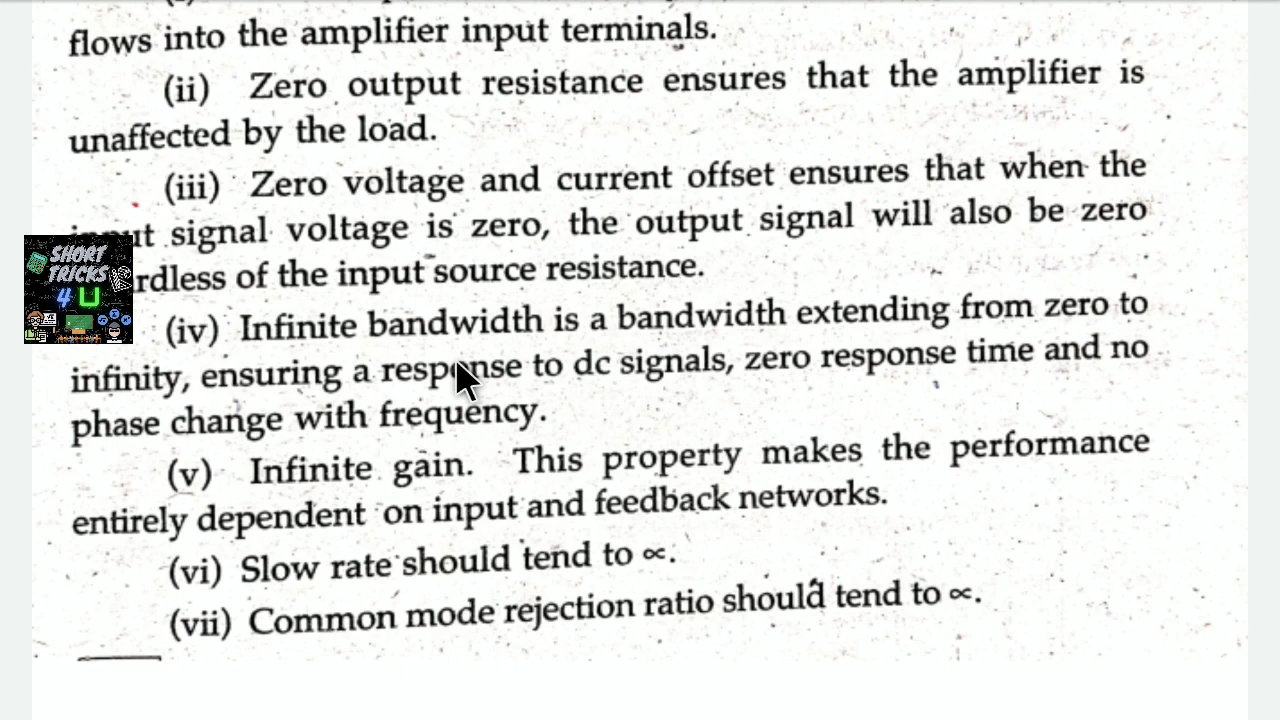 flows into the amplifier input terminals.
(ii) Zero output resistance ensures that the amplifier is
unaffected by the load.
(iii) Zero voltage and current offset ensures that when the
input signal voltage is zero, the output signal will also be zero
rdless of the input source resistance.
SHORT
TRICKS
4 U
(iv) Infinite bandwidth is a bandwidth extending from zero to
infinity, ensuring a response to dc signals, zero response time and no
phase change with frequency.
(v) Infinite gain. This property makes the performance
entirely dependent on input and feedback networks.
(vi) Slow rate should tend to ∝.
(vii) Common mode rejection ratio should tend to ∝.